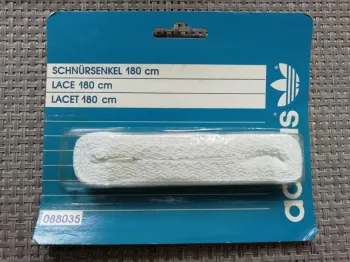 SCHNÜRSENKEL 180 cm
LACE 180 cm
LACET 180 cm
adidas
088035